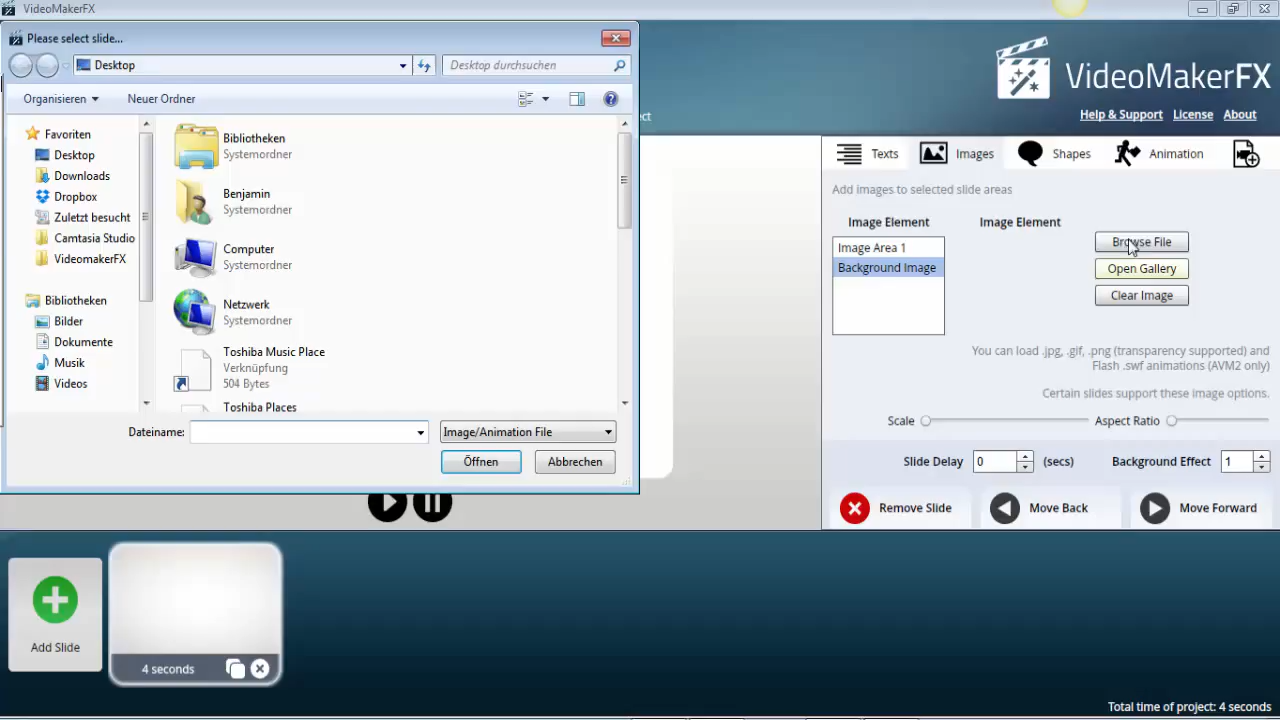 VideoMakerFX
Please select slide...
Desktop
Desktop durchsuchen
Organisieren
Neuer Ordner
Favoriten
Desktop
Downloads
Dropbox
Zuletzt besucht
Camtasia Studio
VideomakerFX
Bibliotheken
Bilder
Dokumente
Musik
Videos
Bibliotheken
Systemordner
Benjamin
Systemordner
Computer
Systemordner
Netzwerk
Systemordner
Toshiba Music Place
Verknüpfung
504 Bytes
Toshiba Places
Dateiname:
Image/Animation File
Öffnen
Abbrechen
VideoMakerFX
Help & Support
License
About
Texts
Images
Shapes
Animation
Add images to selected slide areas
Image Element
Image Element
Image Area 1
Background Image
Browse File
Open Gallery
Clear Image
You can load .jpg, .gif, .png (transparency supported) and
Flash .swf animations (AVM2 only)
Certain slides support these image options.
Scale
Aspect Ratio
Slide Delay 0 (secs)
Background Effect 1
Remove Slide
Move Back
Move Forward
Add Slide
4 seconds
Total time of project: 4 seconds